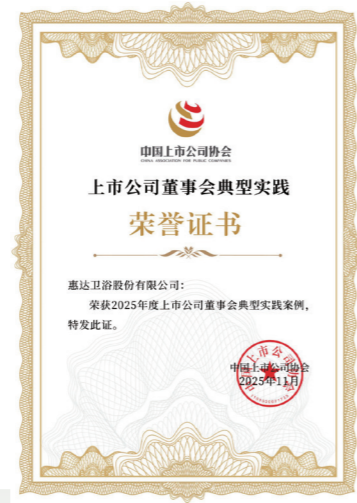 中国上市公司协会
CHINA ASSOCIATION FOR PUBLIC COMPANIES
上市公司董事会典型实践
荣誉证书
惠达卫浴股份有限公司：
荣获2025年度上市公司董事会典型实践案例，
特发此证。
中国上市公司协会
2025年11月